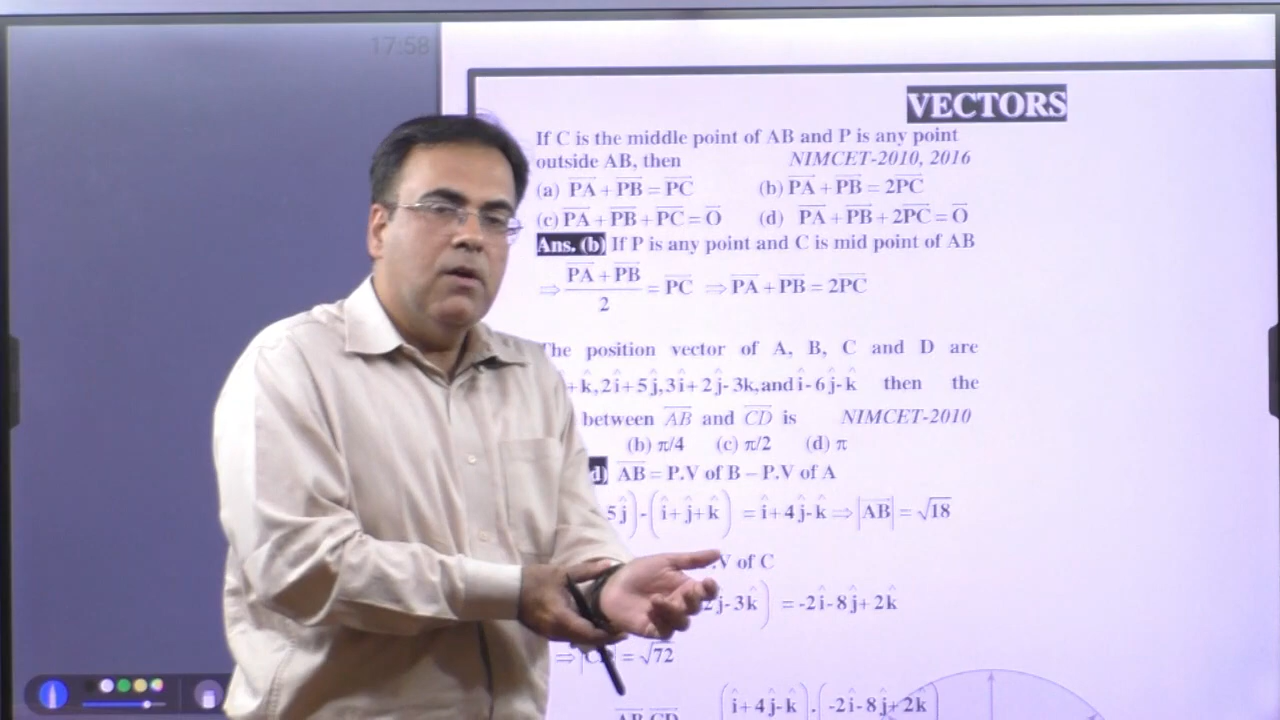 17:58
VECTORS
If C is the middle point of AB and P is any point
outside AB, then NIMCET-2010, 2016
(a) PA + PB = PC (b) PA + PB = 2PC
(c) PA + PB + PC = O (d) PA + PB + 2PC = O
Ans. (b) If P is any point and C is mid point of AB
⇒ PA + PB / 2 = PC ⇒ PA + PB = 2PC
The position vector of A, B, C and D are
+k̂, 2î+5ĵ, 3î+2ĵ-3k, and î-6ĵ-k̂ then the
between AB and CD is NIMCET-2010
(b) π/4 (c) π/2 (d) π
d) AB = P.V of B – P.V of A
5ĵ) - (î+ĵ+k̂) = î+4ĵ-k̂ ⇒ |AB| = √18
.V of C
2ĵ-3k̂) = -2î-8ĵ+2k̂
⇒ |CD| = √72
AB.CD (î+4ĵ-k̂).(-2î-8ĵ+2k̂)